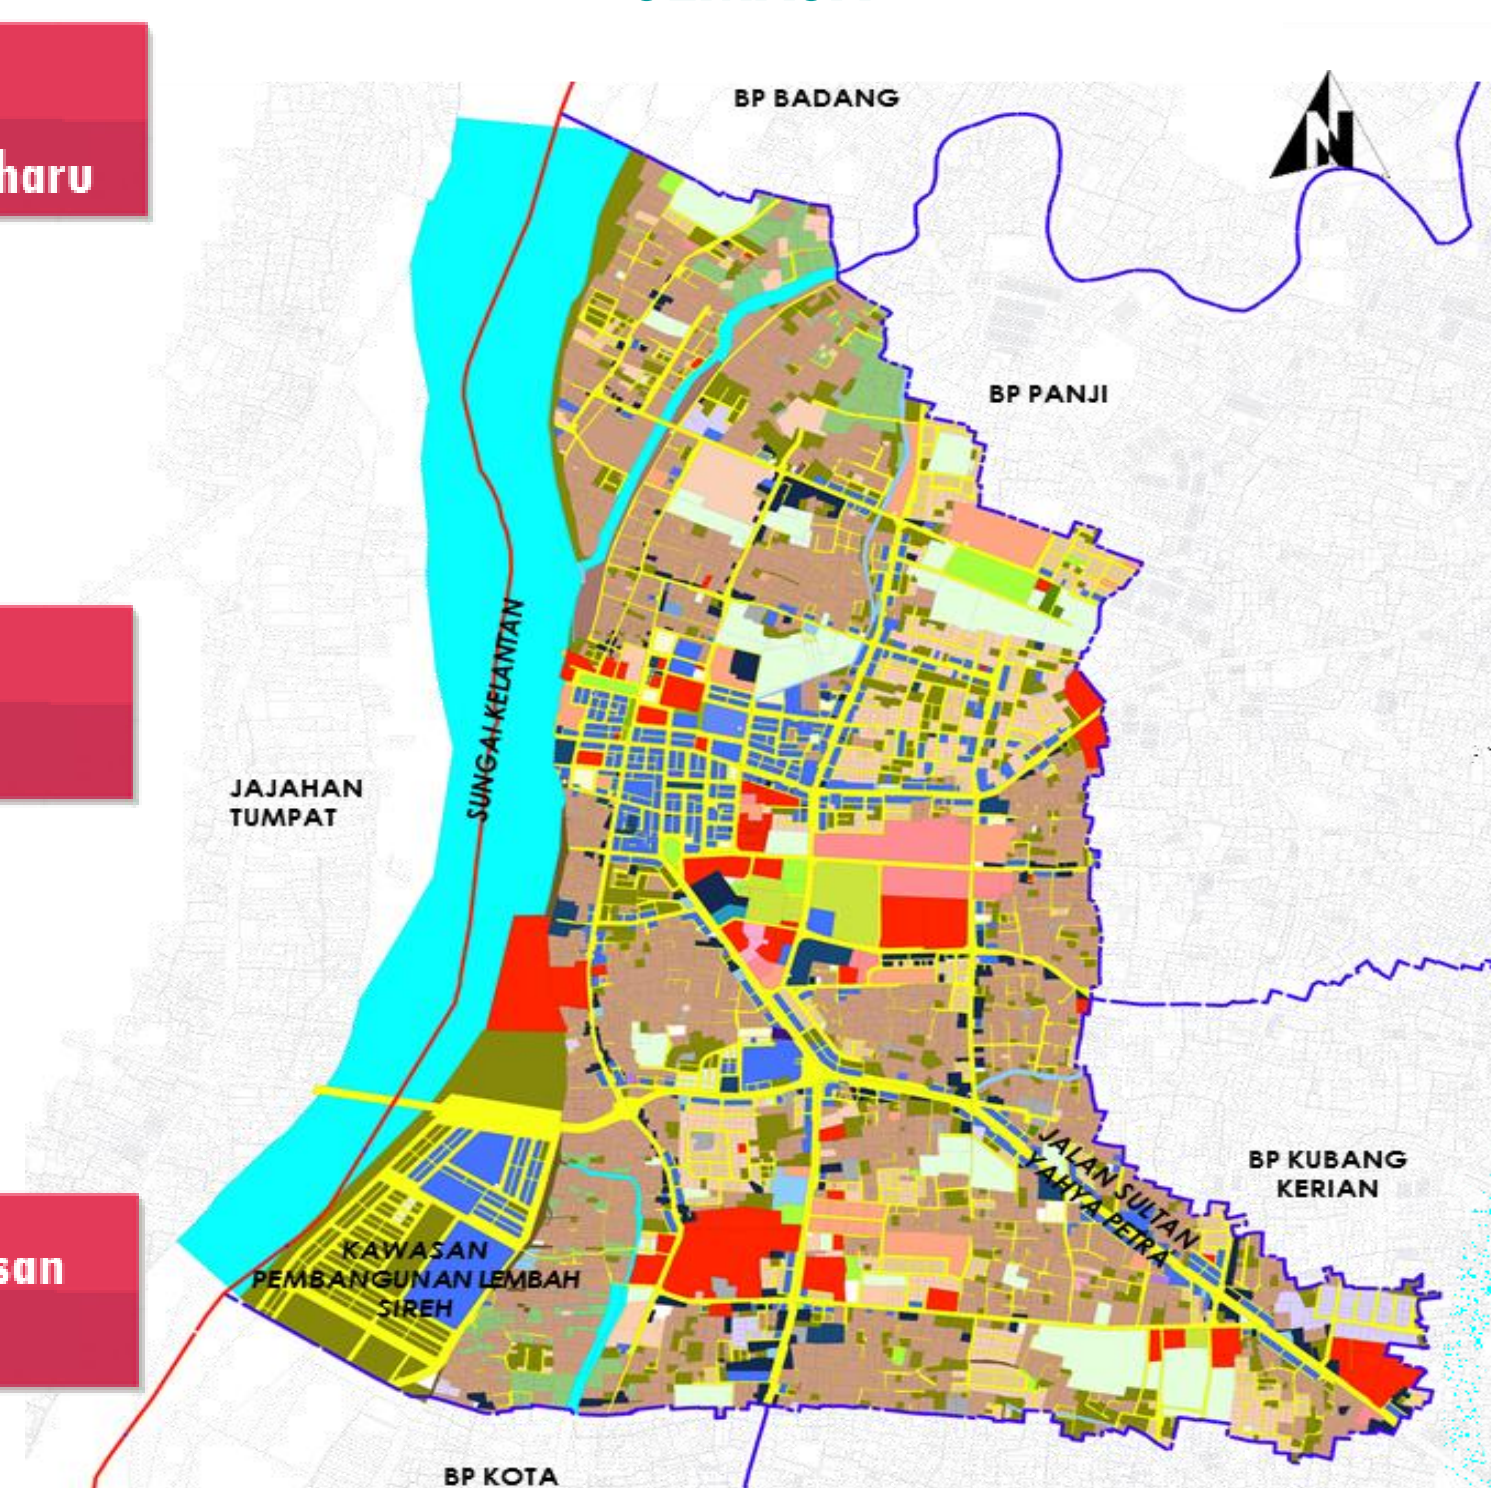 BP BADANG
N
haru
BP PANJI
SUNGAI KELANTAN
JAJAHAN
TUMPAT
JALAN SULTAN
YAHYA PETRA
BP KUBANG
KERIAN
san
KAWASAN
PEMBANGUNAN LEMBAH
SIREH
BP KOTA